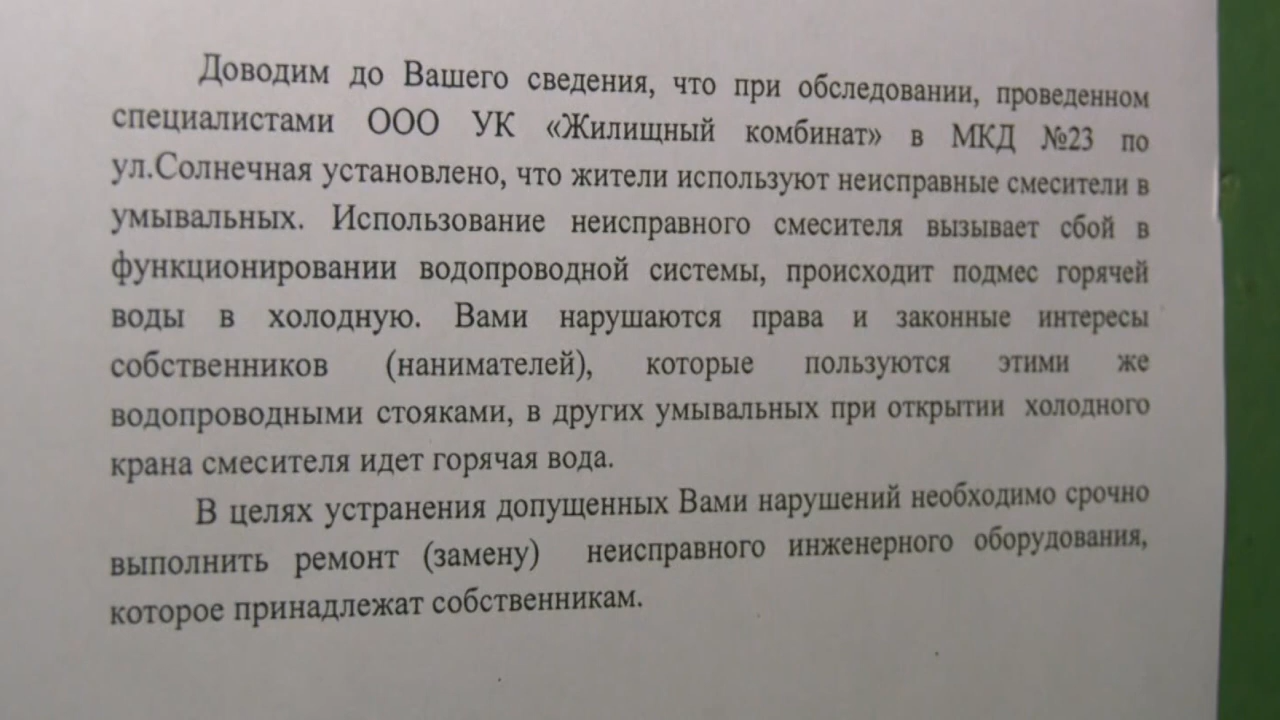 Доводим до Вашего сведения, что при обследовании, проведенном
специалистами ООО УК «Жилищный комбинат» в МКД №23 по
ул.Солнечная установлено, что жители используют неисправные смесители в
умывальных. Использование неисправного смесителя вызывает сбой в
функционировании водопроводной системы, происходит подмес горячей
воды в холодную. Вами нарушаются права и законные интересы
собственников (нанимателей), которые пользуются этими же
водопроводными стояками, в других умывальных при открытии холодного
крана смесителя идет горячая вода.
В целях устранения допущенных Вами нарушений необходимо срочно
выполнить ремонт (замену) неисправного инженерного оборудования,
которое принадлежат собственникам.